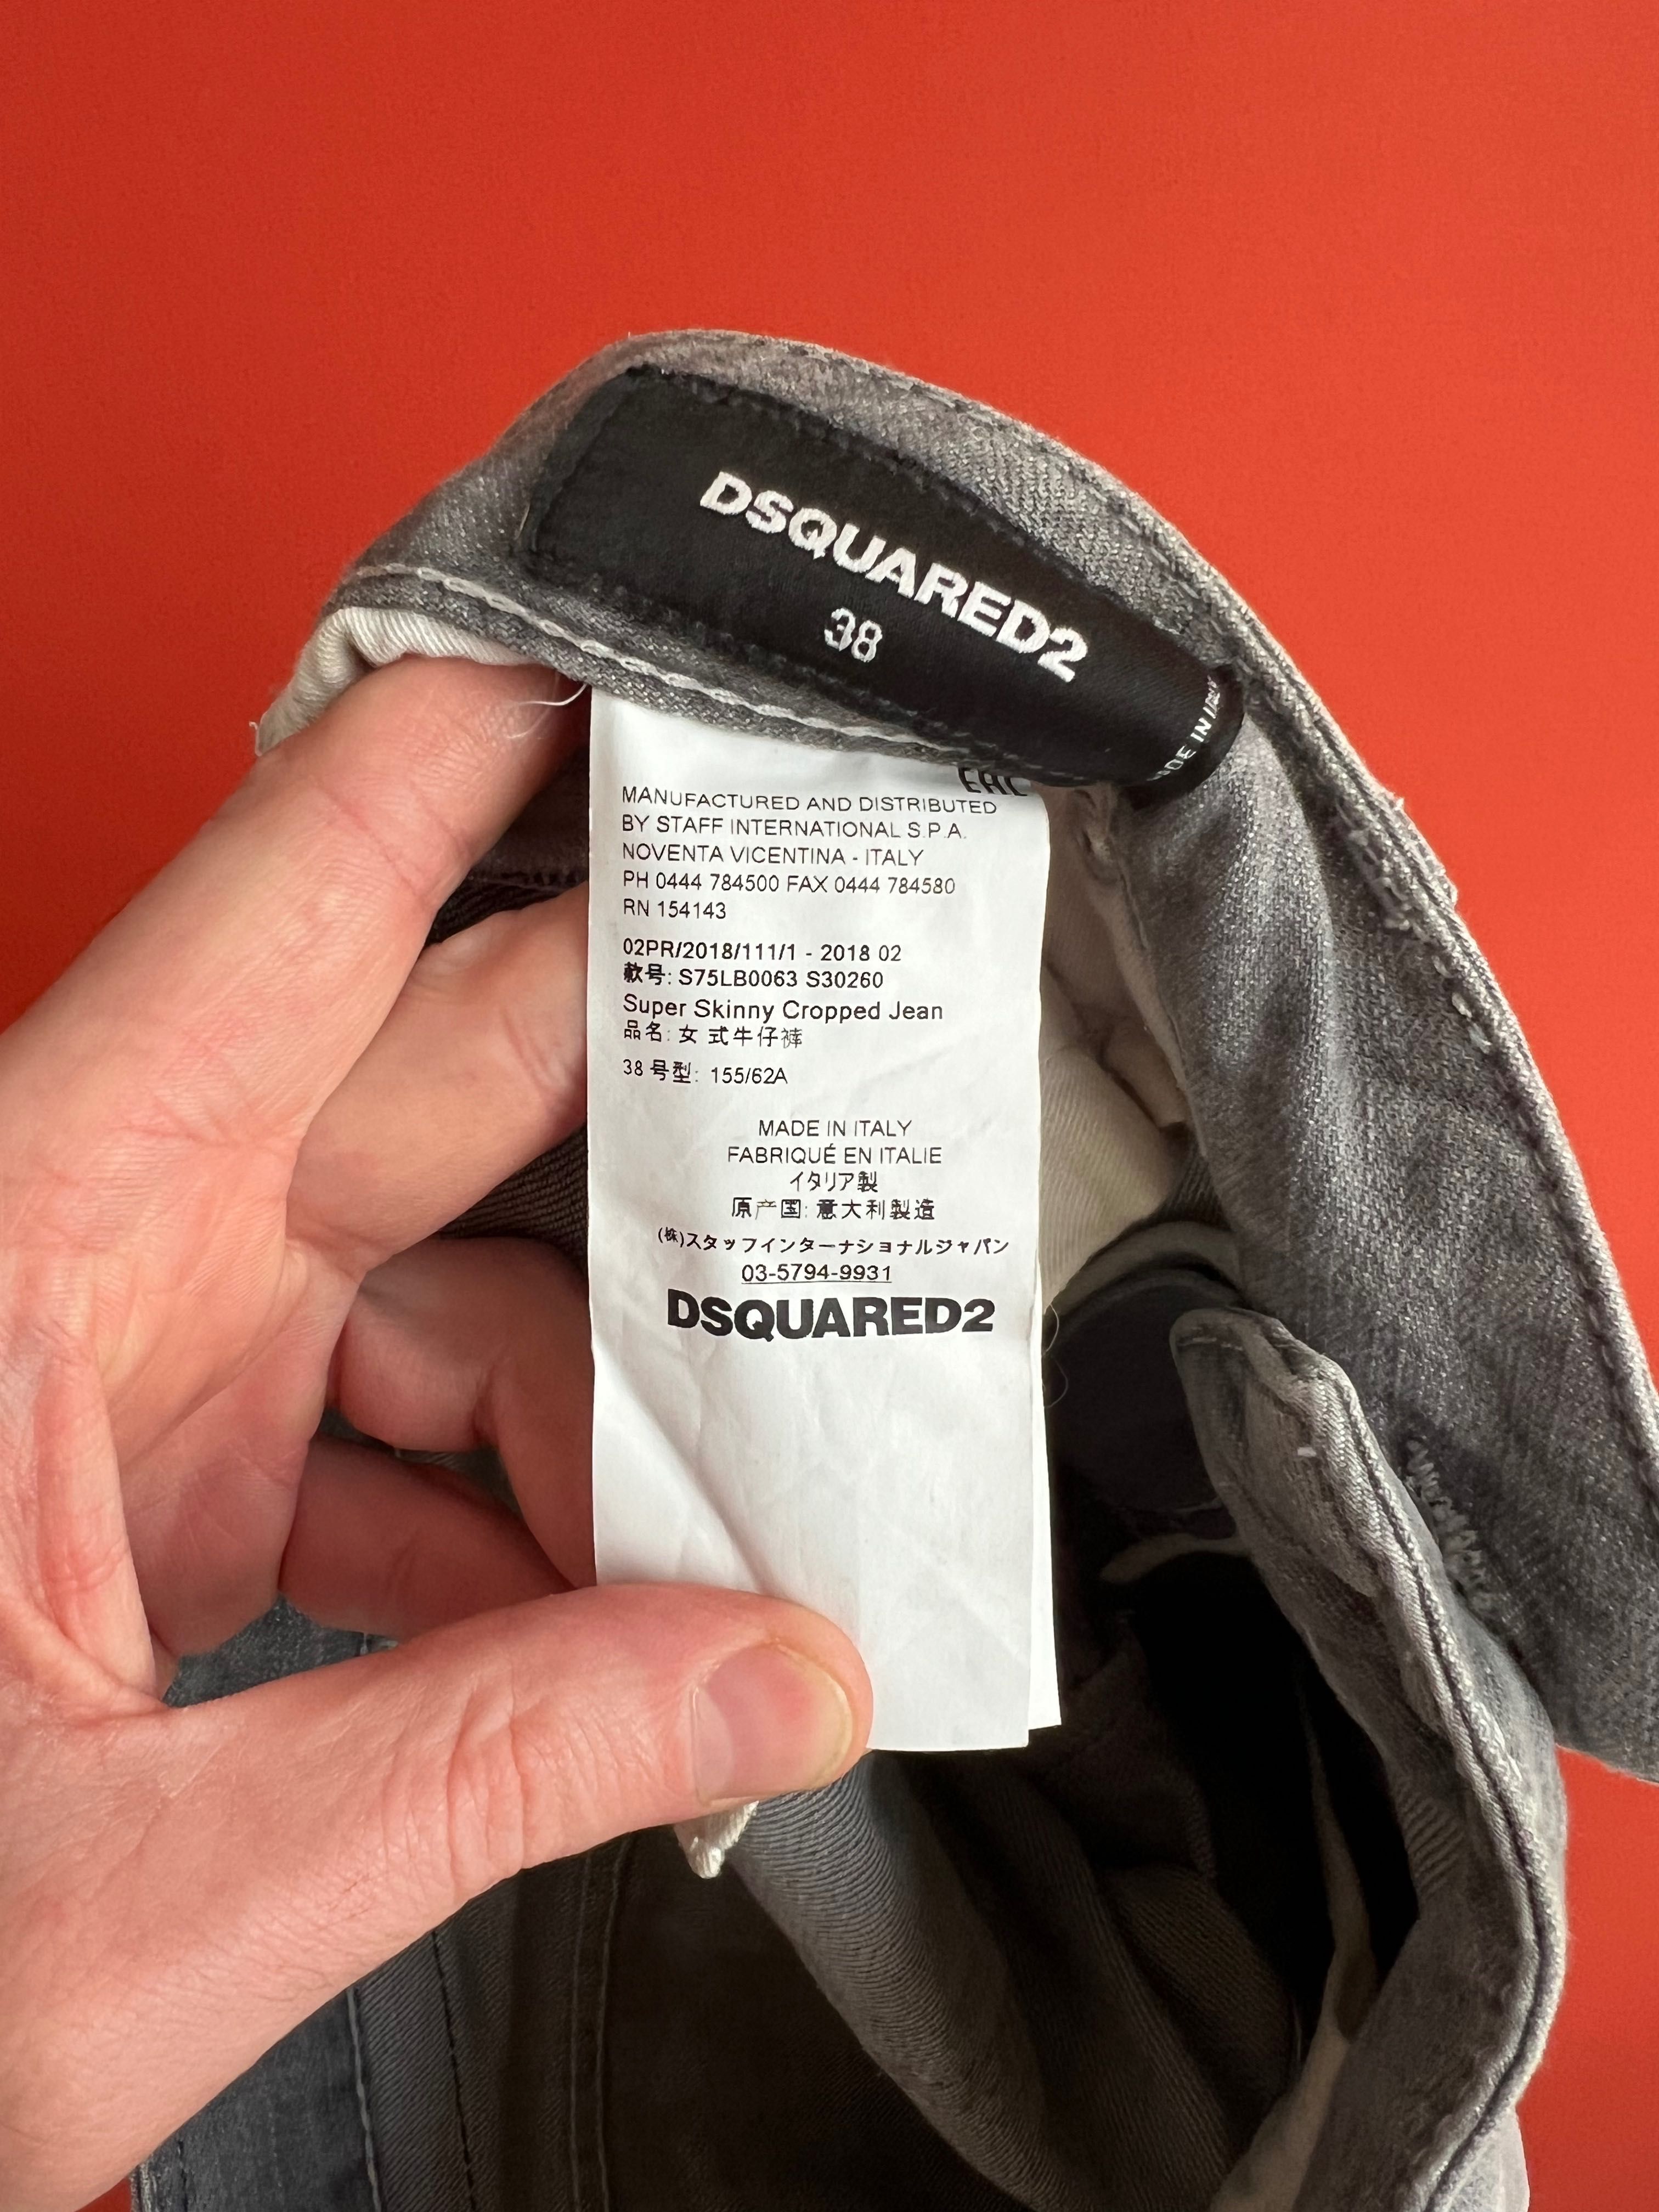 DSQUARED2
38
MADE IN ITALY
EAC
MANUFACTURED AND DISTRIBUTED
BY STAFF INTERNATIONAL S.P.A.
NOVENTA VICENTINA - ITALY
PH 0444 784500 FAX 0444 784580
RN 154143
02PR/2018/111/1 - 2018 02
款号: S75LB0063 S30260
Super Skinny Cropped Jean
品名: 女 式牛仔裤
38 号型: 155/62A
MADE IN ITALY
FABRIQUÉ EN ITALIE
イタリア製
原产国: 意大利製造
(株)スタッフインターナショナルジャパン
03-5794-9931
DSQUARED2